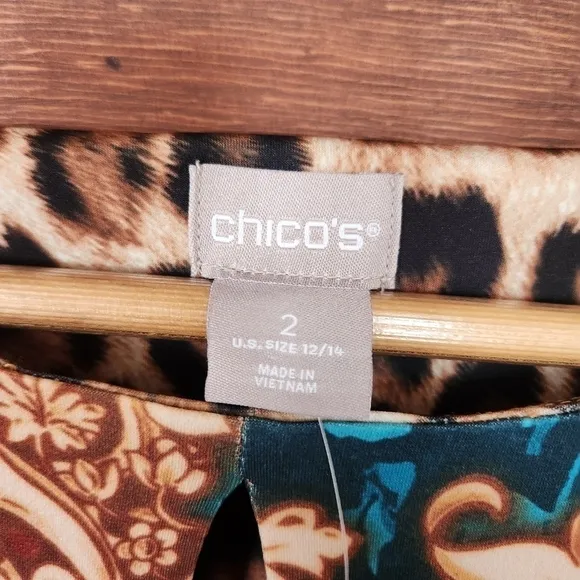 chico's®
2
U.S. SIZE 12/14
MADE IN
VIETNAM